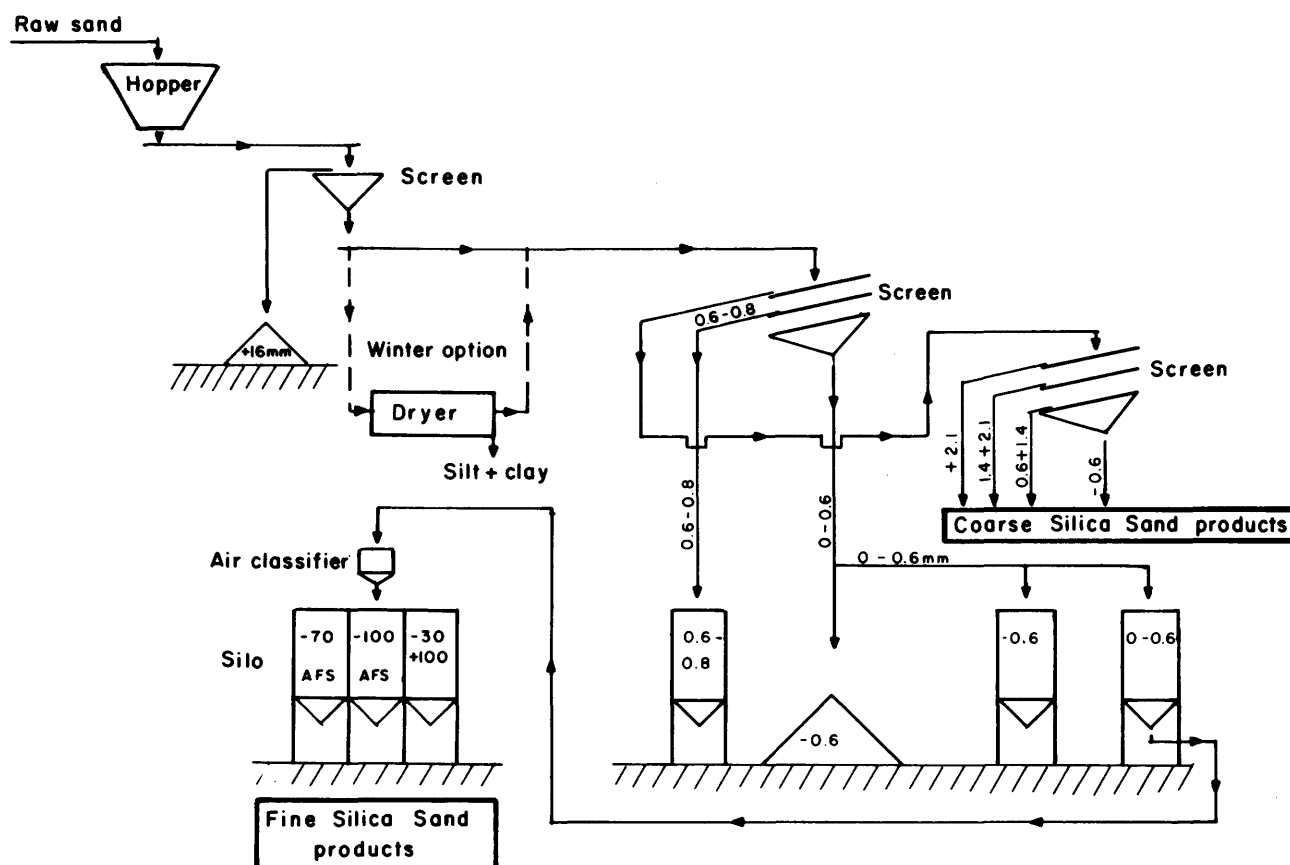 Raw sand
Hopper
Screen
+16mm
Winter option
Dryer
Silt + clay
0.6-0.8
Screen
Screen
+2.1
1.4+2.1
0.6+1.4
-0.6
Coarse Silica Sand products
0.6-0.8
0-0.6
0-0.6mm
Air classifier
Silo
-70
AFS
-100
AFS
-30
+100
0.6-
0.8
-0.6
-0.6
0-0.6
Fine Silica Sand
products